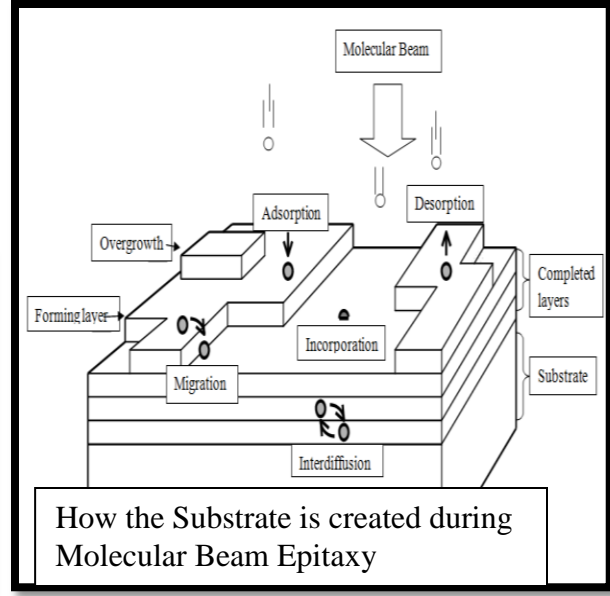 Molecular Beam
Adsorption
Desorption
Overgrowth
Completed
layers
Forming layer
Incorporation
Substrate
Migration
Interdiffusion
How the Substrate is created during
Molecular Beam Epitaxy